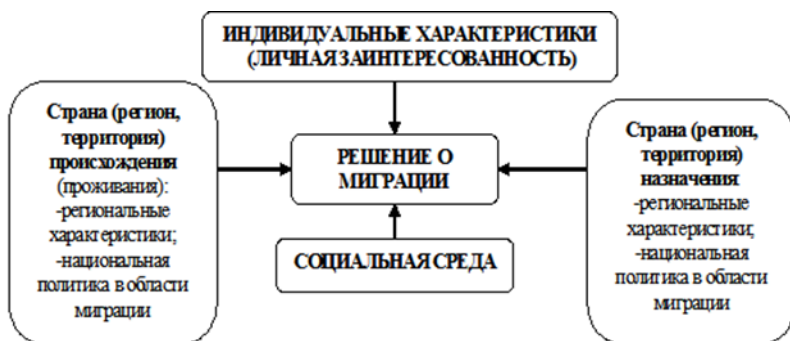 ИНДИВИДУАЛЬНЫЕ ХАРАКТЕРИСТИКИ
(ЛИЧНАЯ ЗАИНТЕРЕСОВАННОСТЬ)
Страна (регион,
территория)
происхождения
(проживания):
-региональные
характеристики;
-национальная
политика в области
миграции
РЕШЕНИЕ О
МИГРАЦИИ
СОЦИАЛЬНАЯ СРЕДА
Страна (регион,
территория)
назначения
-региональные
характеристики;
-национальная
политика в области
миграции